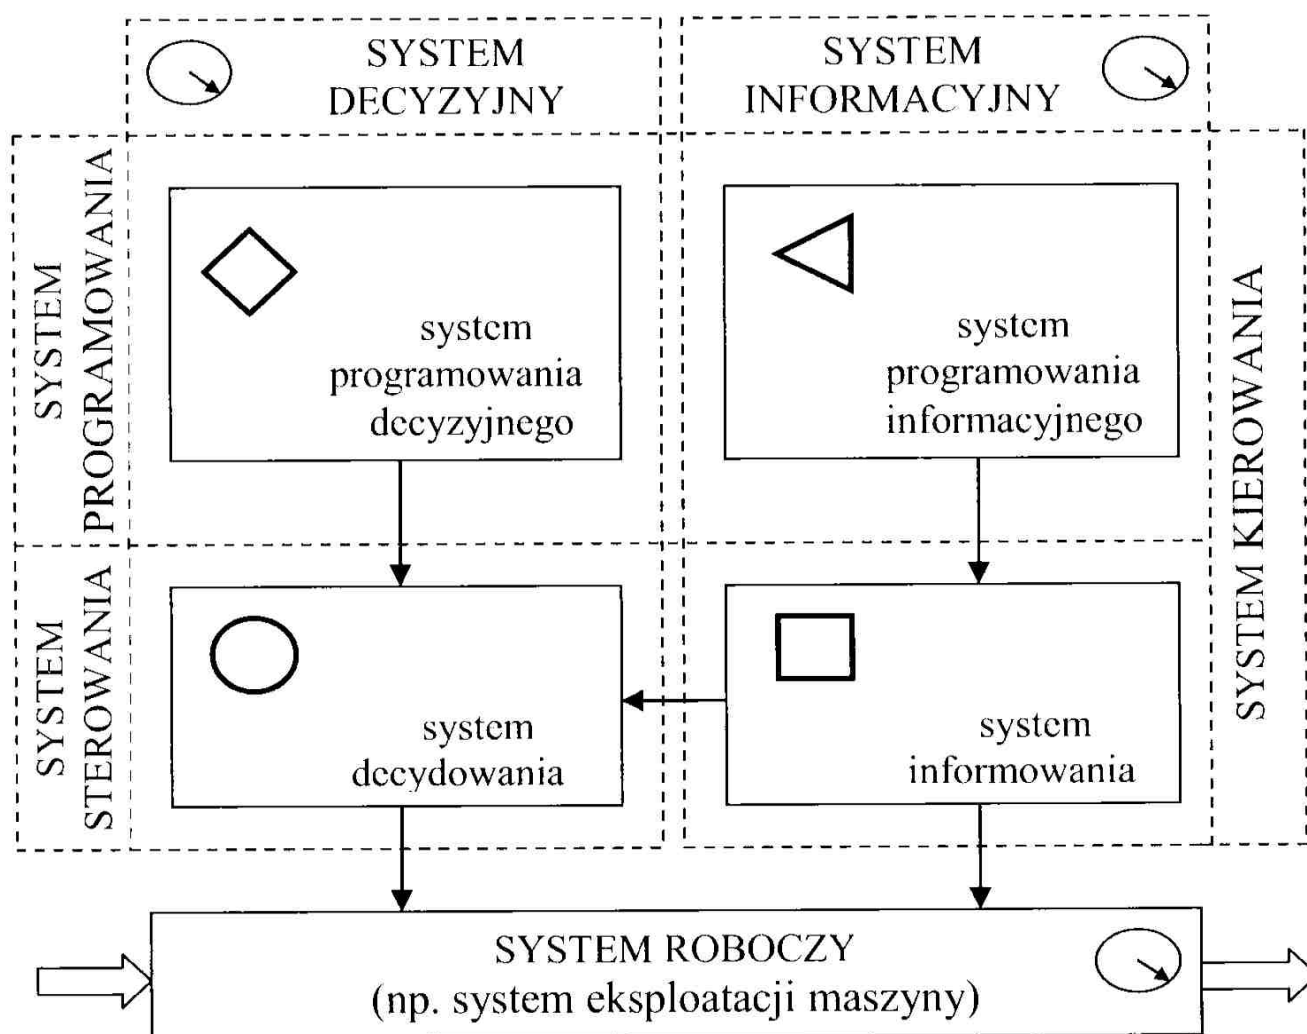 SYSTEM
DECYZYJNY
SYSTEM
INFORMACYJNY
SYSTEM
PROGRAMOWANIA
system
programowania
decyzyjnego
system
programowania
informacyjnego
SYSTEM KIEROWANIA
SYSTEM
STEROWANIA
system
decydowania
system
informowania
SYSTEM ROBOCZY
(np. system eksploatacji maszyny)